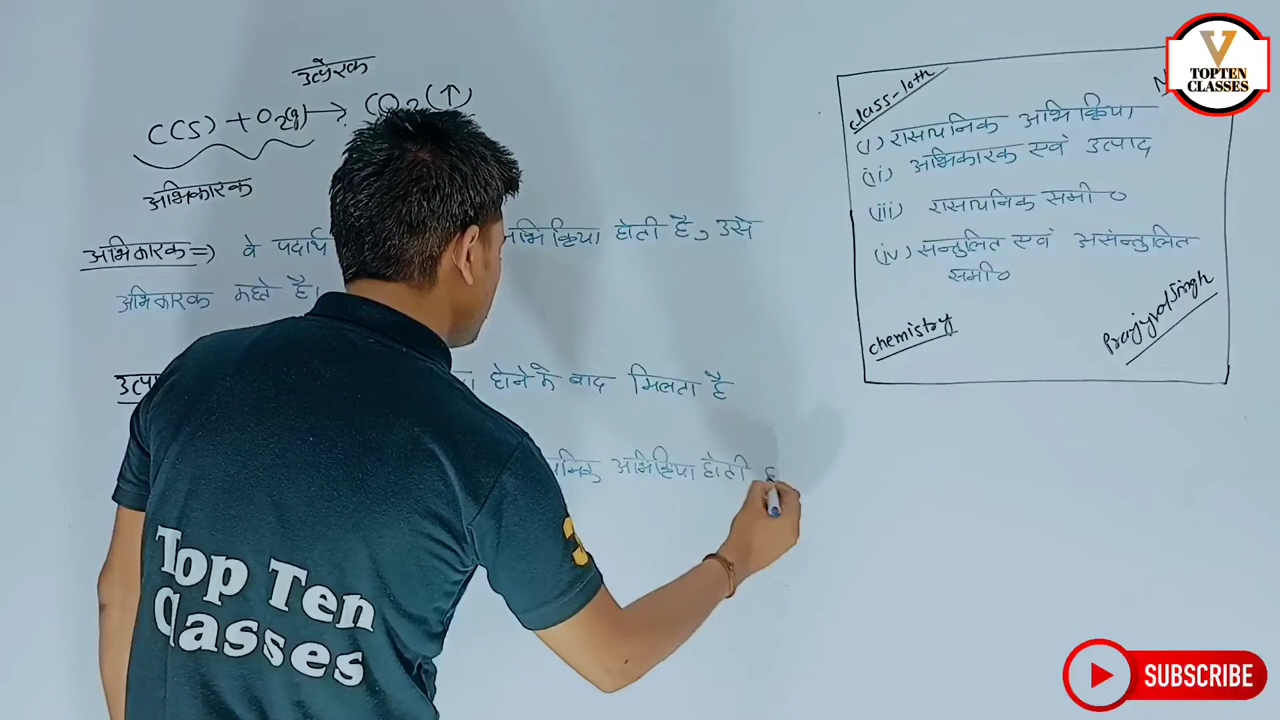 उत्प्रेरक
C(S) + O₂(g) → CO₂(↑)
अभिकारक
अभिकारक => वे पदार्थ अभिक्रिया होती है, उसे
अभिकारक कहते है।
होने के बाद मिलता है
अभिक्रिया होती
class-10th
(i) रासायनिक अभिक्रिया
(ii) अभिकारक एवं उत्पाद
(iii) रासायनिक समी०
(iv) सन्तुलित एवं असंन्तुलित
समी०
chemistry
V
TOPTEN
CLASSES
Top Ten
Classes
SUBSCRIBE